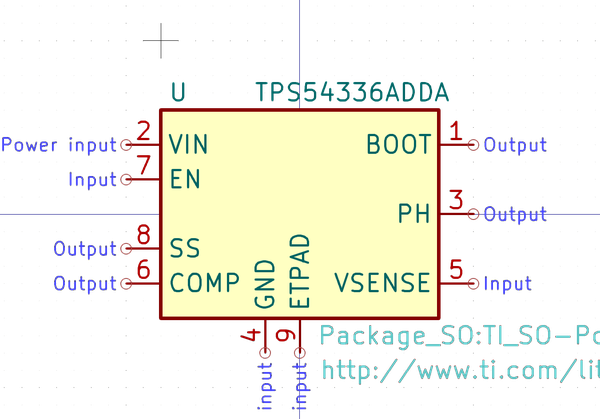 U TPS54336ADDA
Power input 2 VIN BOOT 1 Output
Input 7 EN
PH 3 Output
Output 8 SS
Output 6 COMP GND ETPAD VSENSE 5 Input
4 9
input input
Package_SO:TI_SO-Po
http://www.ti.com/lit